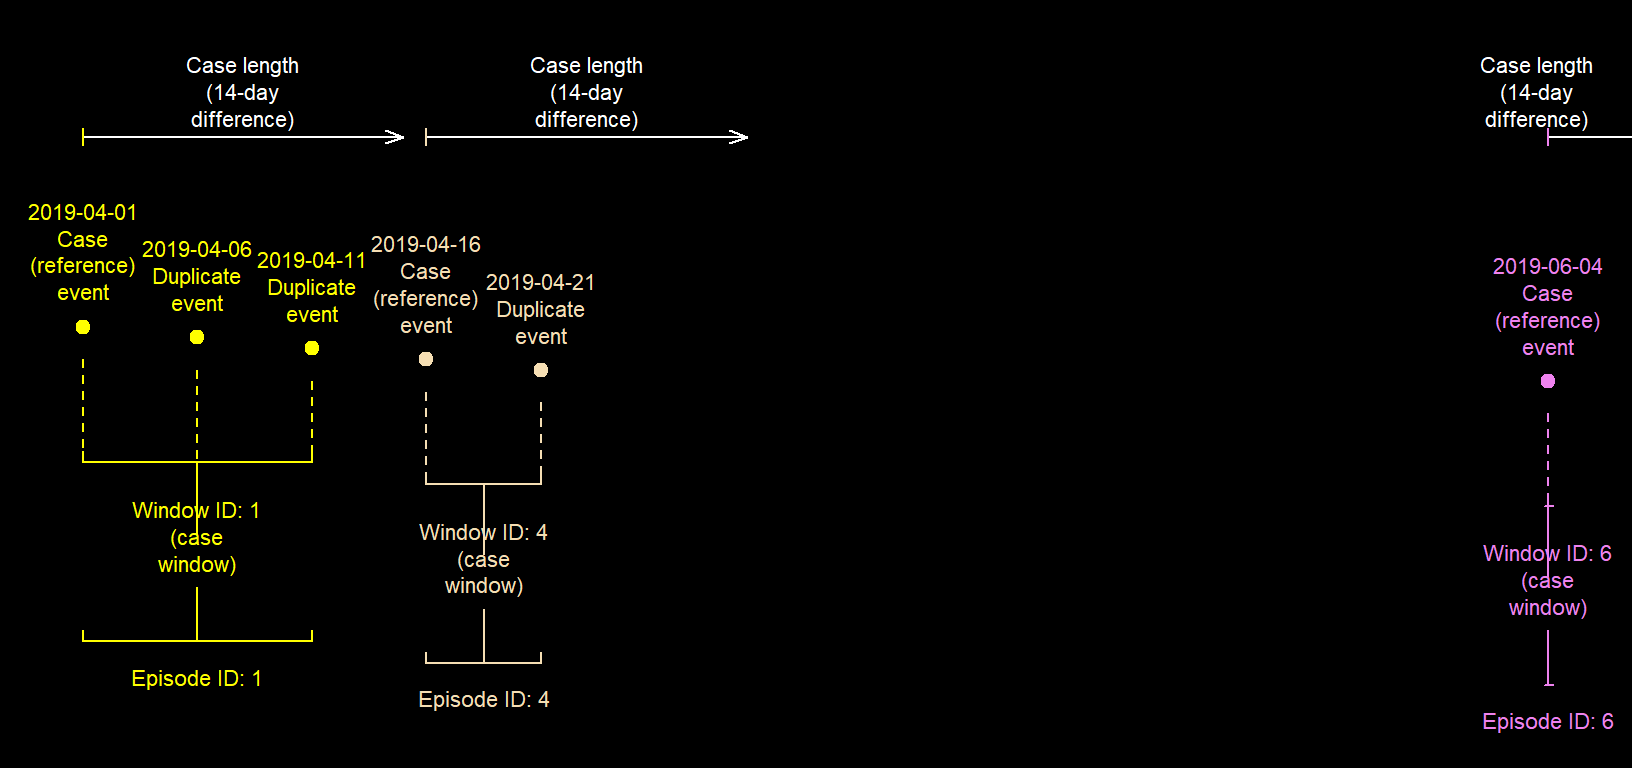 Case length
(14-day
difference)
Case length
(14-day
difference)
Case length
(14-day
difference)
2019-04-01
Case
(reference)
event
2019-04-06
Duplicate
event
2019-04-11
Duplicate
event
2019-04-16
Case
(reference)
event
2019-04-21
Duplicate
event
2019-06-04
Case
(reference)
event
Window ID: 1
(case
window)
Window ID: 4
(case
window)
Window ID: 6
(case
window)
Episode ID: 1
Episode ID: 4
Episode ID: 6